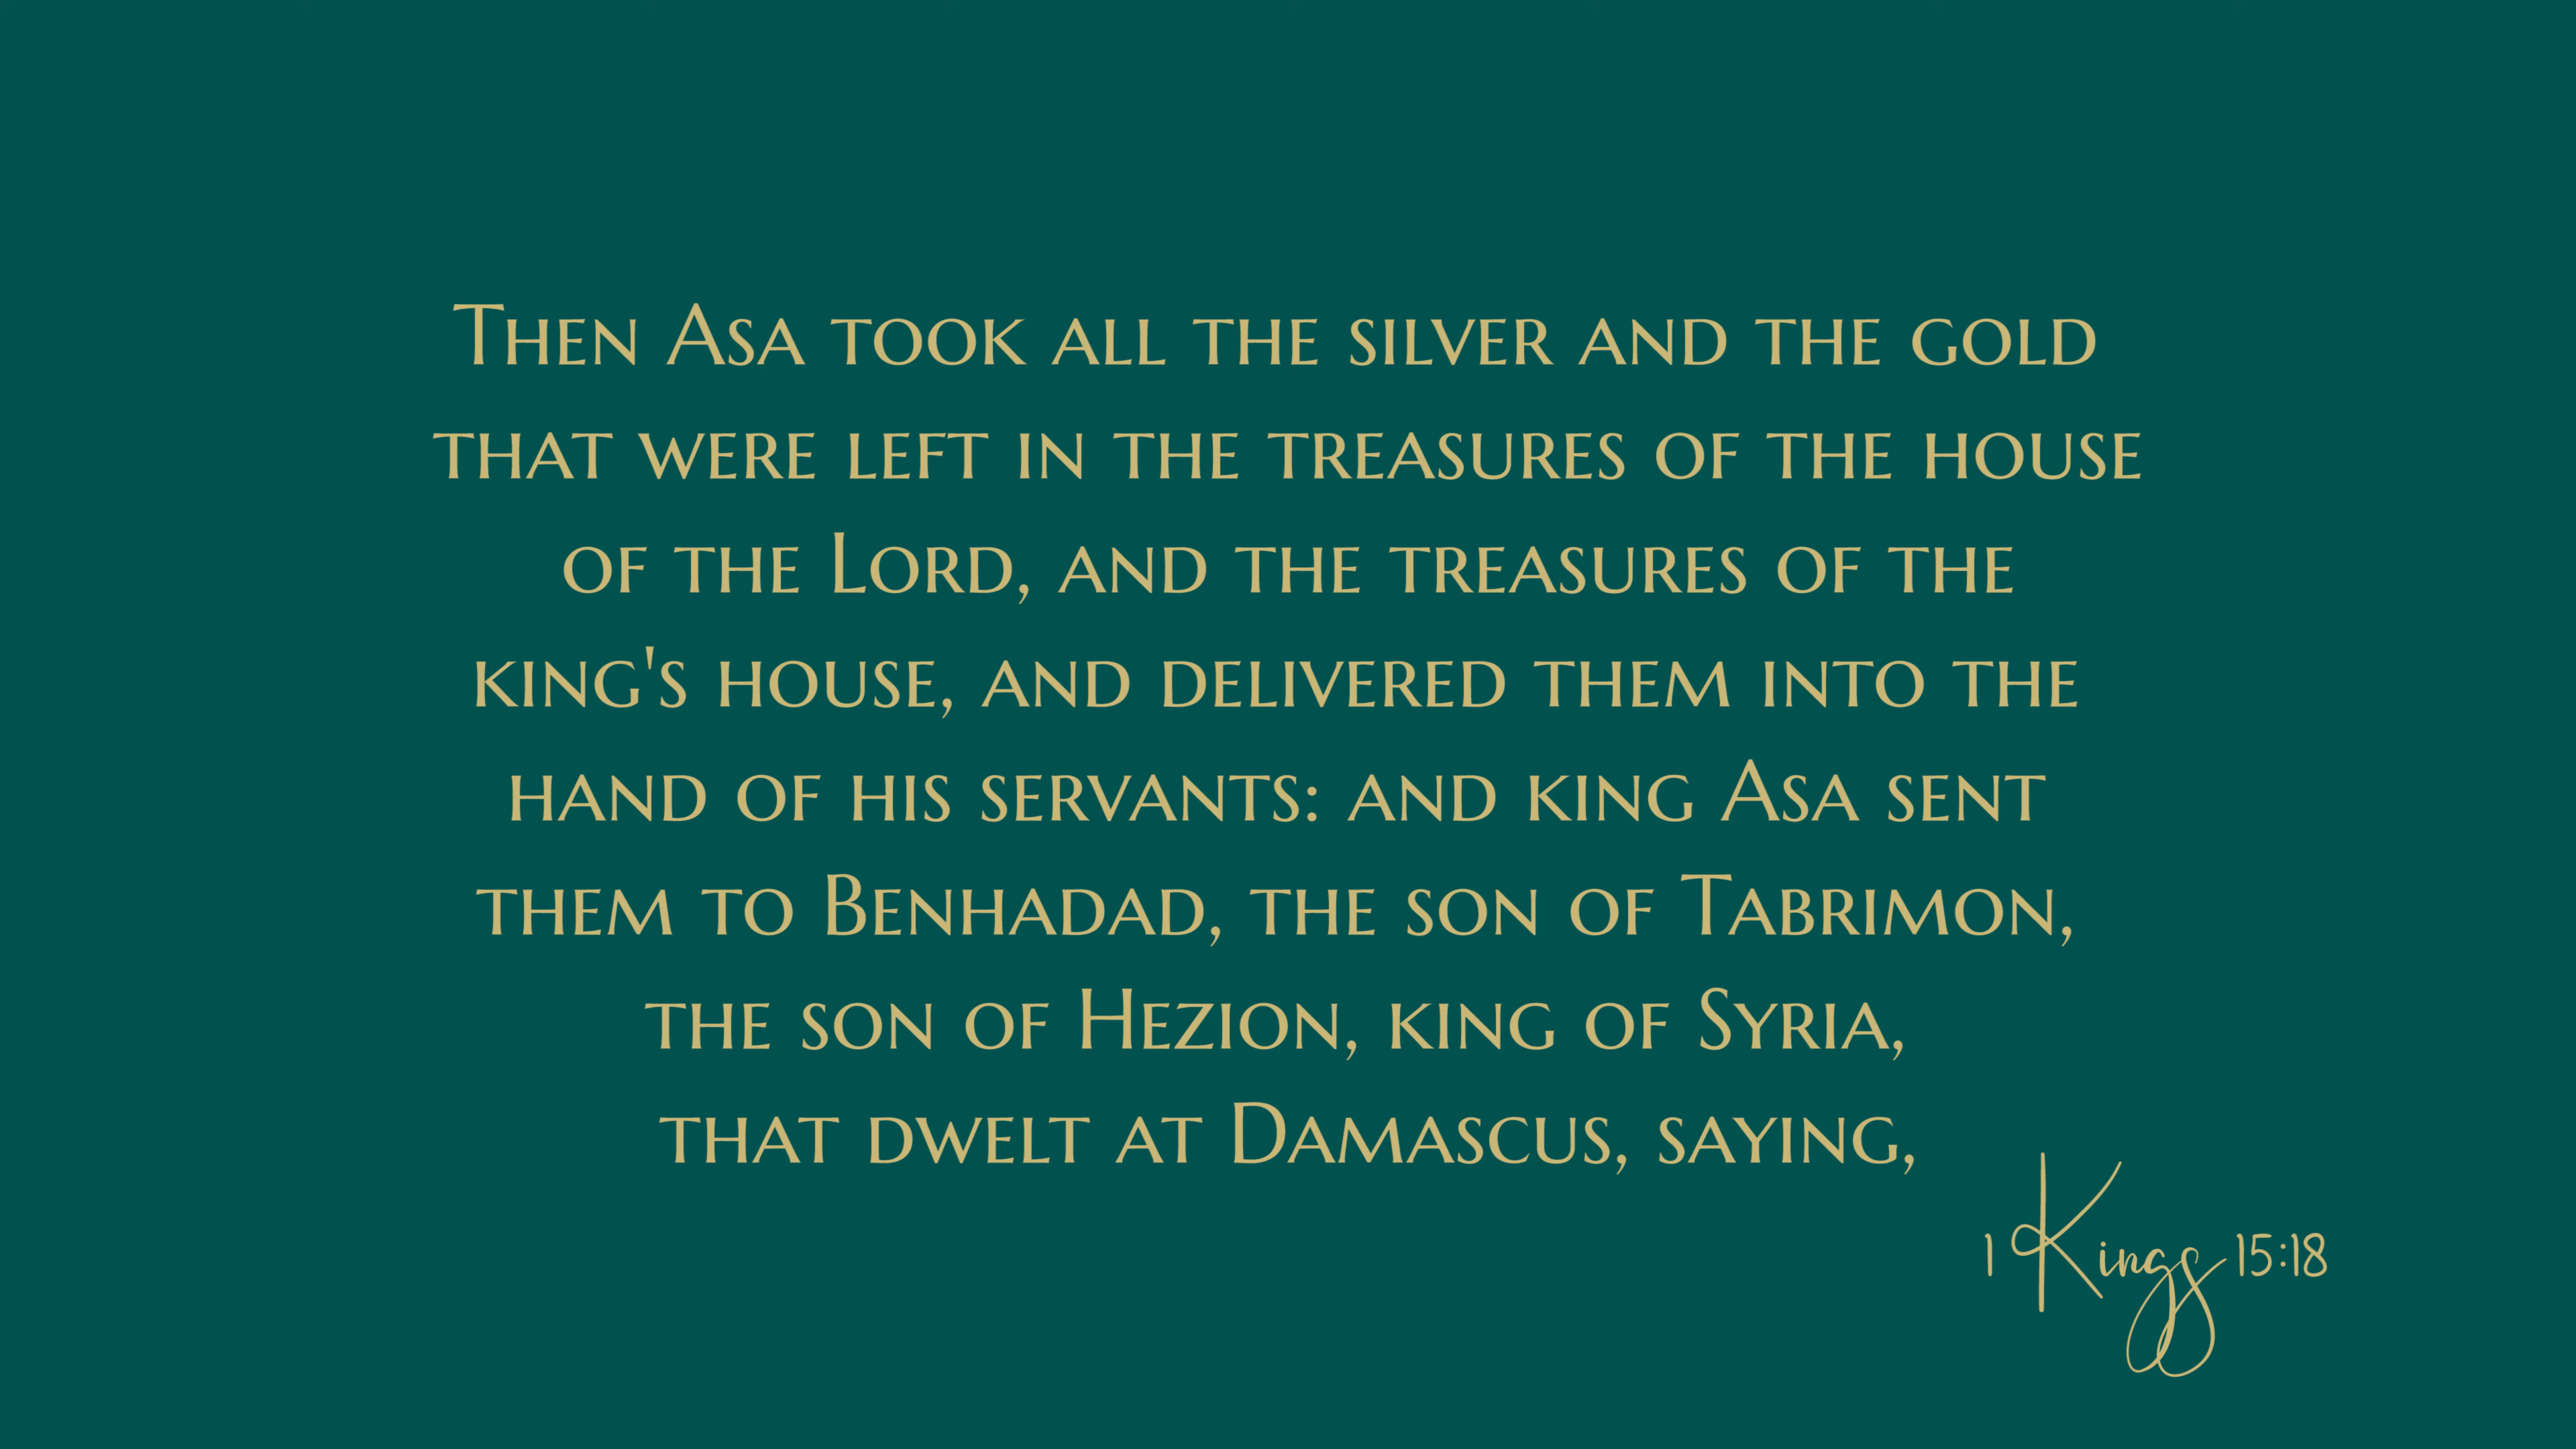 Then Asa took all the silver and the gold
that were left in the treasures of the house
of the Lord, and the treasures of the
king's house, and delivered them into the
hand of his servants: and king Asa sent
them to Benhadad, the son of Tabrimon,
the son of Hezion, king of Syria,
that dwelt at Damascus, saying,
1 Kings 15:18